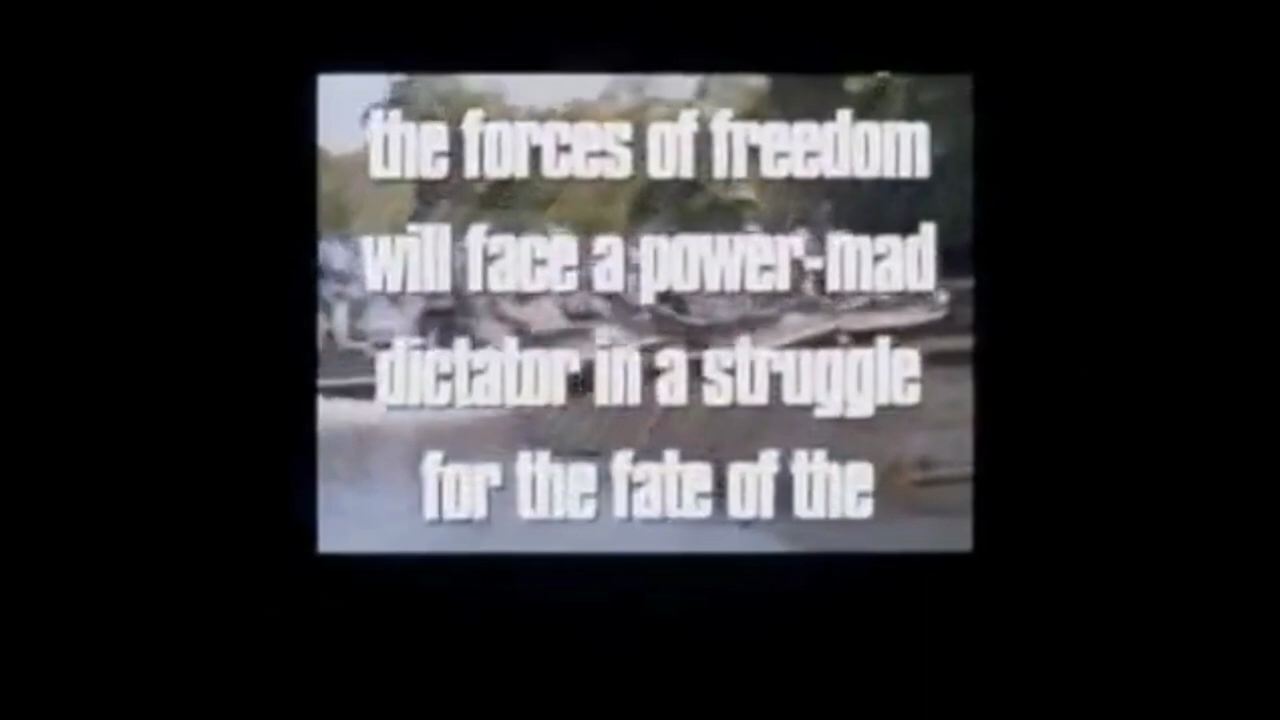 the forces of freedom
will face a power-mad
dictator in a struggle
for the fate of the